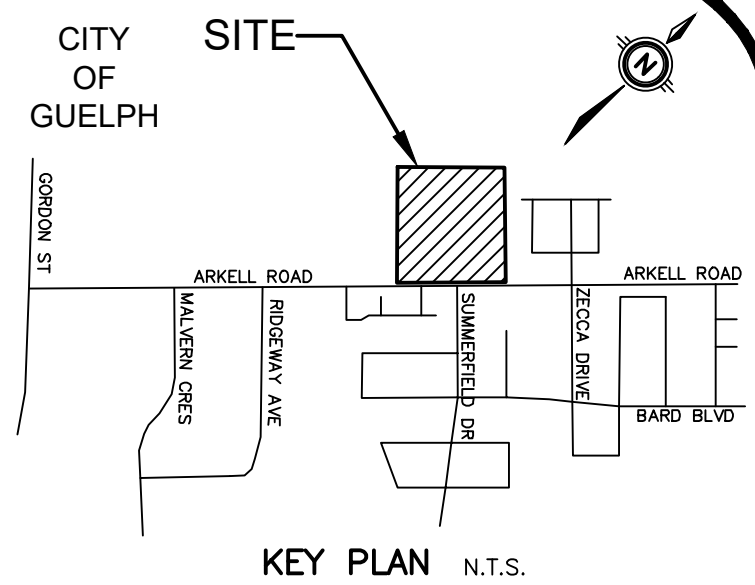 CITY
OF
GUELPH
SITE
N
GORDON ST
ARKELL ROAD
ARKELL ROAD
MALVERN CRES
RIDGEWAY AVE
SUMMERFIELD DR
ZECCA DRIVE
BARD BLVD
KEY PLAN N.T.S.